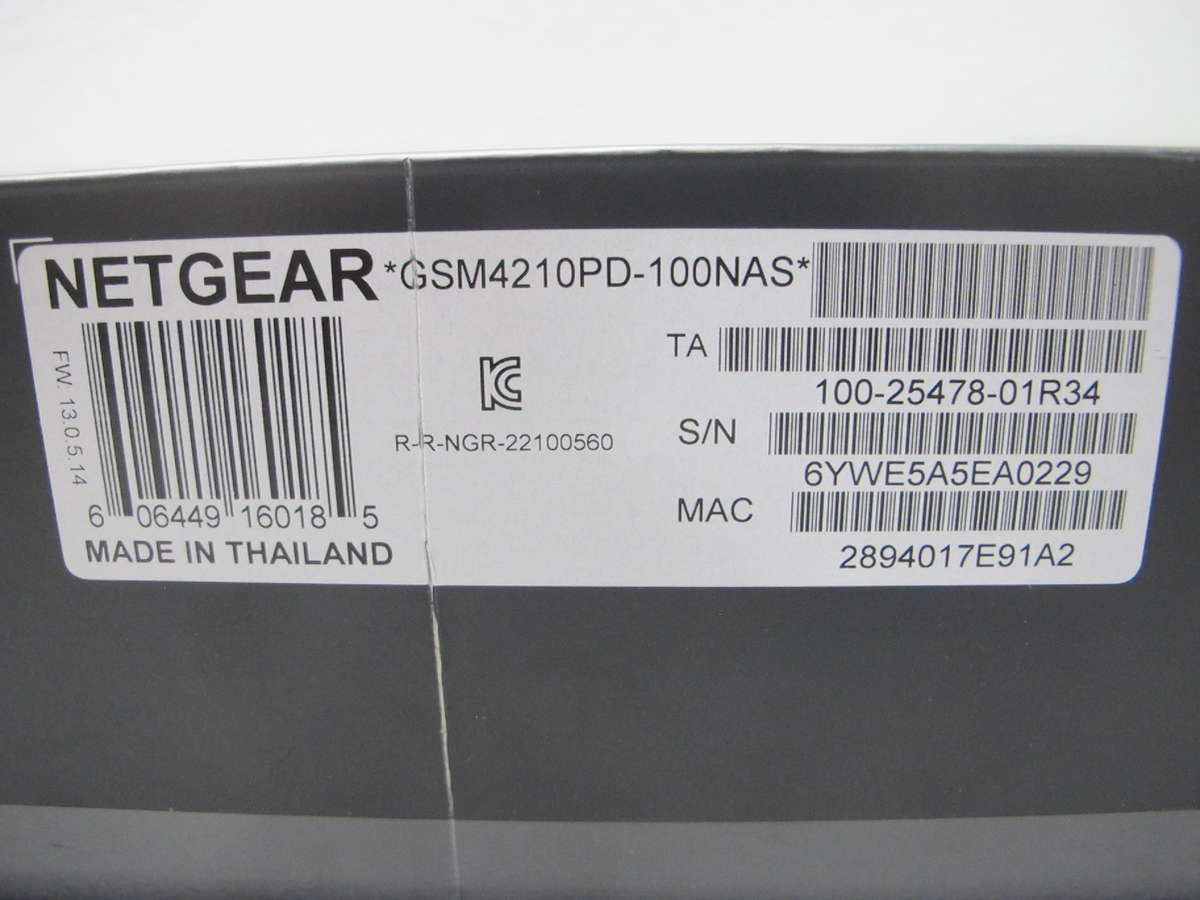 NETGEAR *GSM4210PD-100NAS*
TA
100-25478-01R34
FW: 13.0.5.14
R-R-NGR-22100560
S/N
6YWE5A5EA0229
MAC
2894017E91A2
6 06449 16018 5
MADE IN THAILAND